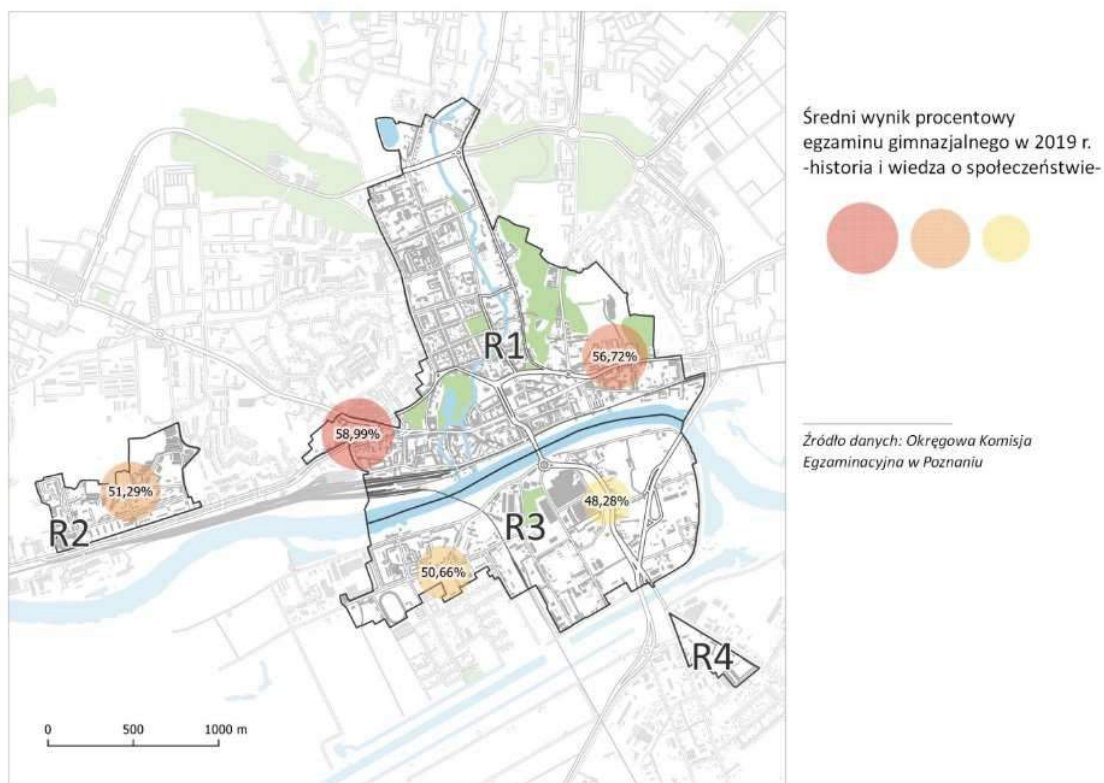 Średni wynik procentowy
egzaminu gimnazjalnego w 2019 r.
-historia i wiedza o społeczeństwie-
R1
56,72%
58,99%
51,29%
R2
Źródło danych: Okręgowa Komisja
Egzaminacyjna w Poznaniu
48,28%
R3
50,66%
R4
0 500 1000 m